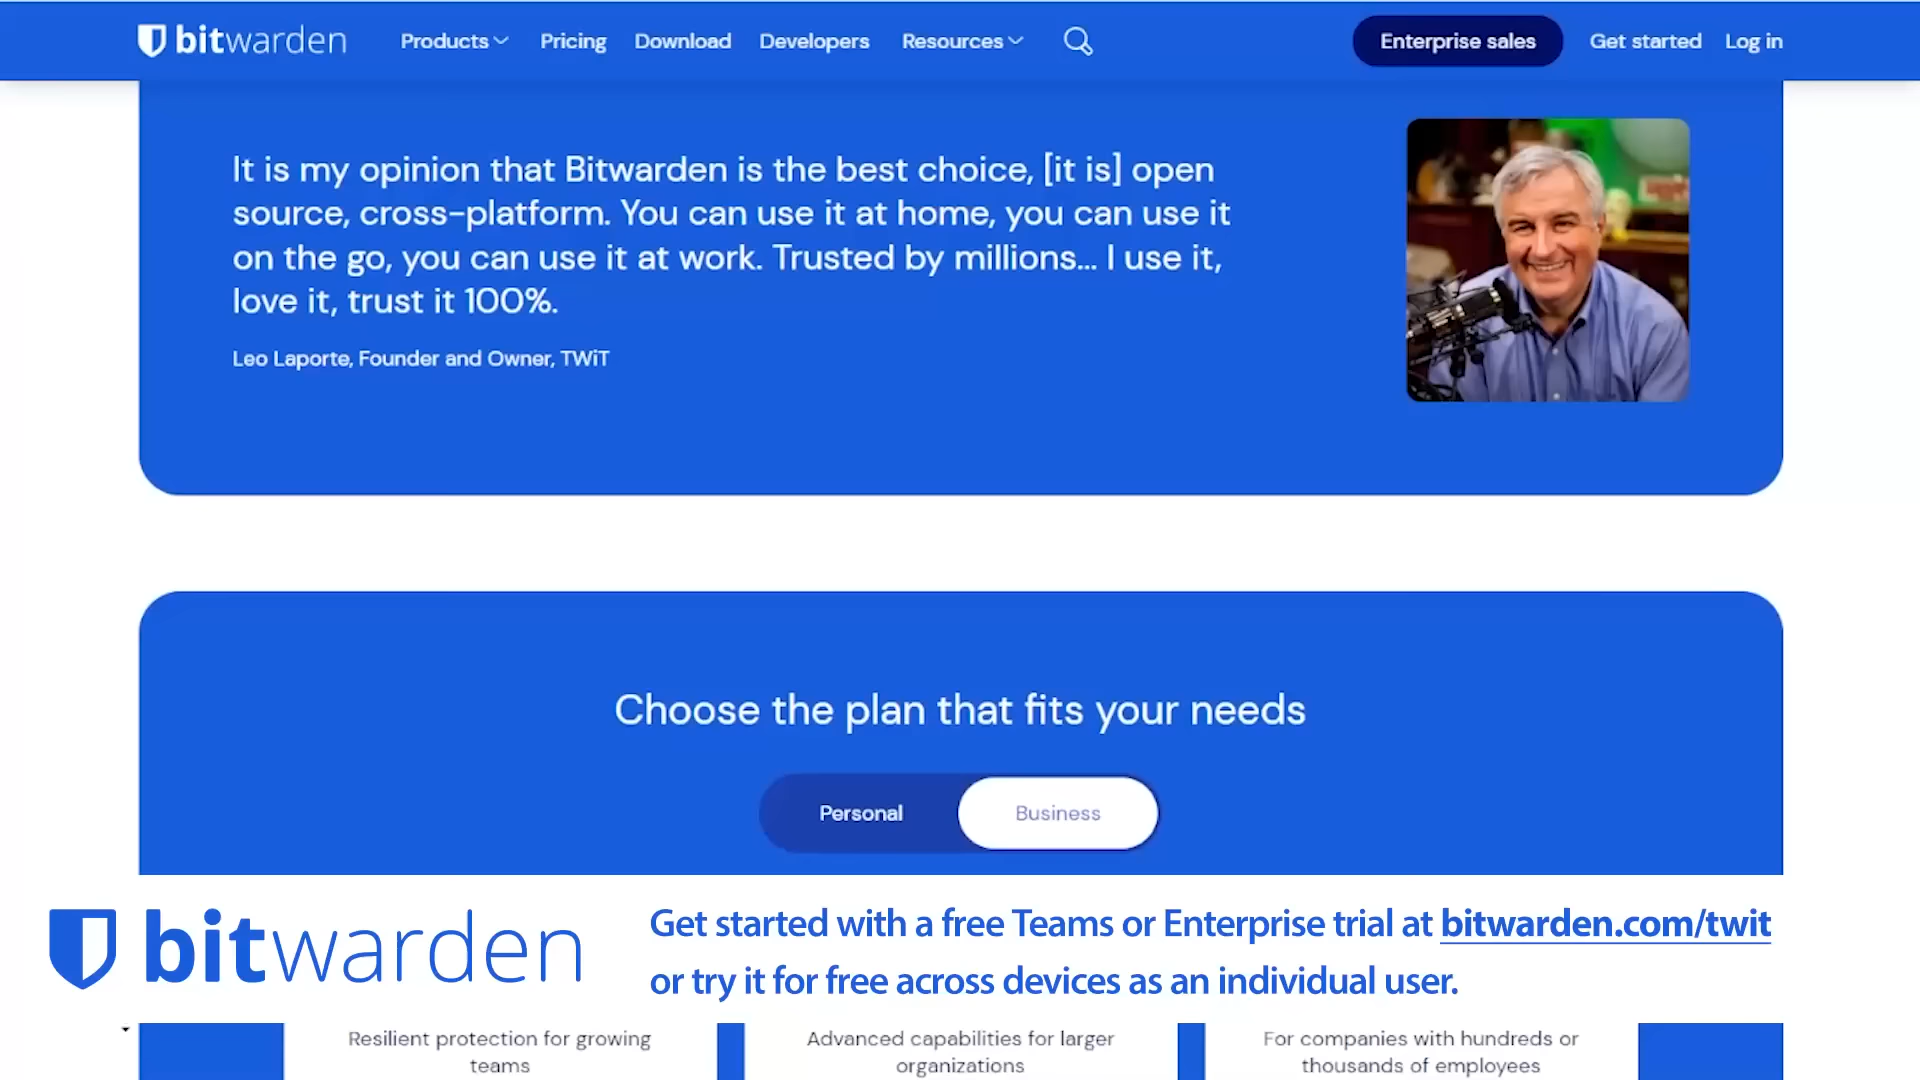 bitwarden
Products
Pricing
Download
Developers
Resources
Enterprise sales
Get started
Log in
It is my opinion that Bitwarden is the best choice, [it is] open
source, cross-platform. You can use it at home, you can use it
on the go, you can use it at work. Trusted by millions... I use it,
love it, trust it 100%.
Leo Laporte, Founder and Owner, TWiT
Choose the plan that fits your needs
Personal
Business
bitwarden
Get started with a free Teams or Enterprise trial at bitwarden.com/twit
or try it for free across devices as an individual user.
Resilient protection for growing
teams
Advanced capabilities for larger
organizations
For companies with hundreds or
thousands of employees